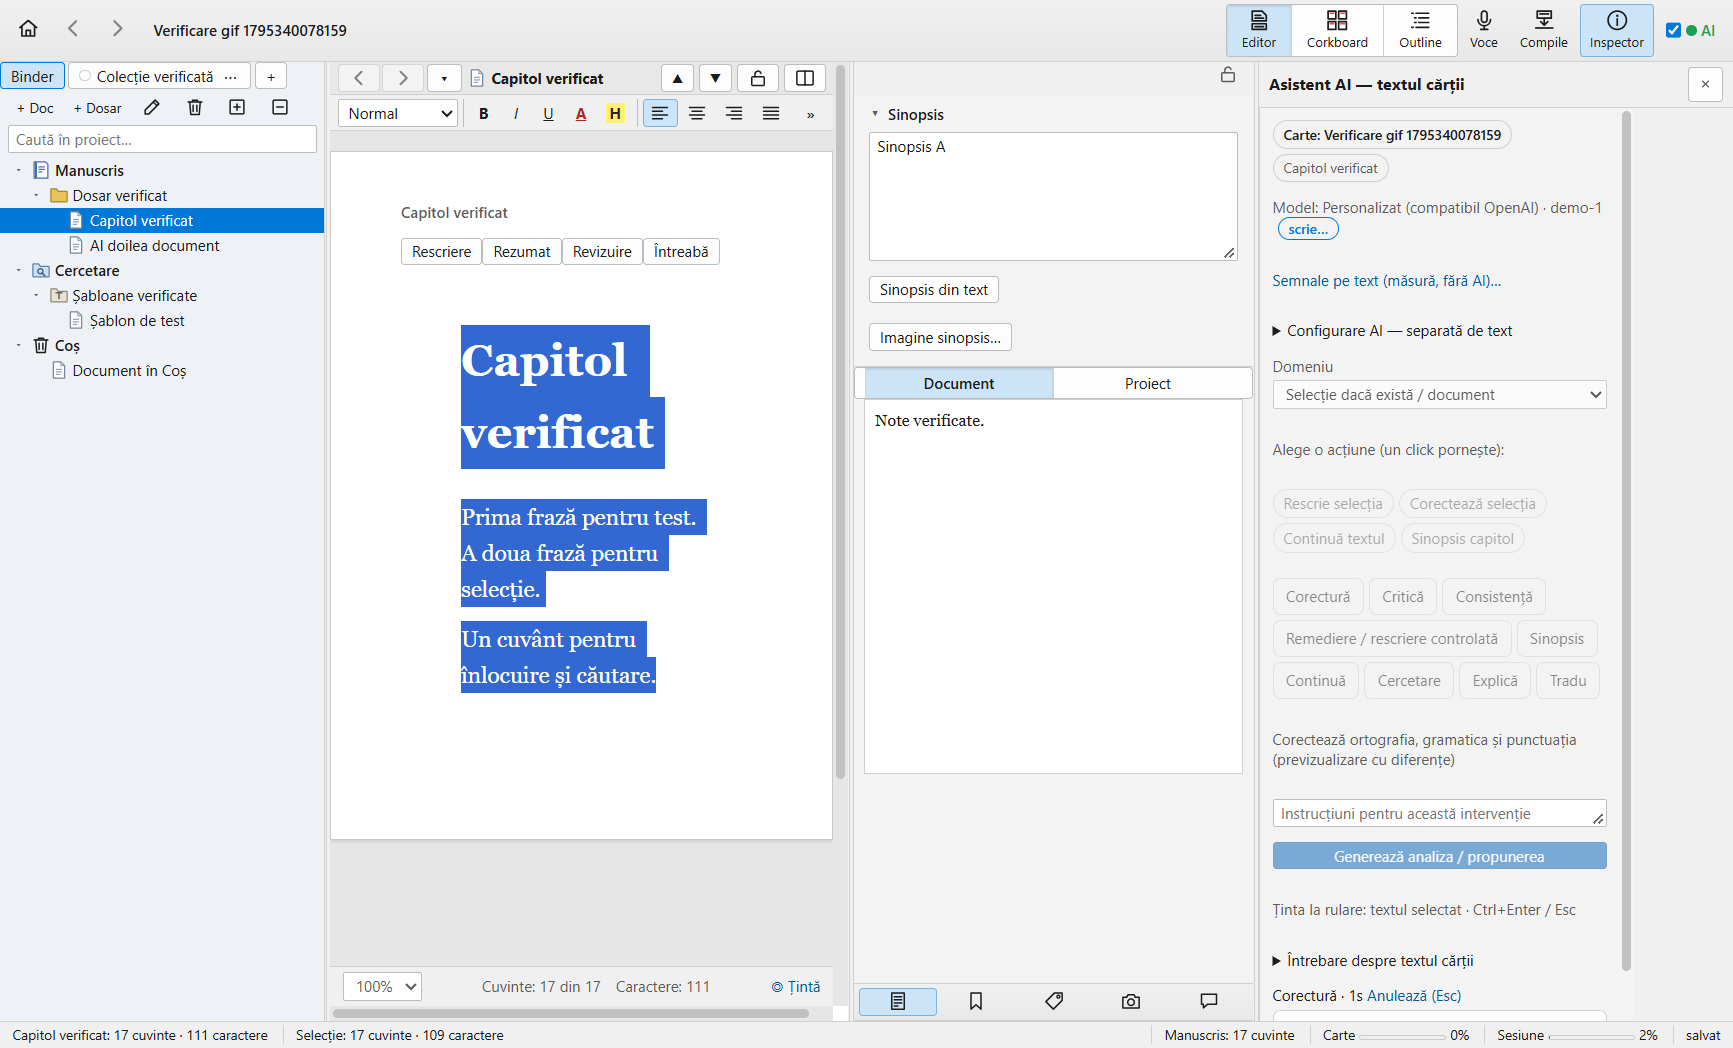 Verificare gif 1795340078159
Editor
Corkboard
Outline
Voce
Compile
Inspector
AI
Binder
Colecție verificată ···
+
+ Doc
+ Dosar
Caută în proiect...
Manuscris
Dosar verificat
Capitol verificat
Al doilea document
Cercetare
Șabloane verificate
Șablon de test
Coș
Document în Coș
Capitol verificat
Normal
B
I
U
A
H
»
Capitol verificat
Rescriere
Rezumat
Revizuire
Întreabă
Capitol
verificat
Prima frază pentru test.
A doua frază pentru
selecție.
Un cuvânt pentru
înlocuire și căutare.
100%
Cuvinte: 17 din 17
Caractere: 111
Țintă
Sinopsis
Sinopsis A
Sinopsis din text
Imagine sinopsis...
Document
Proiect
Note verificate.
Asistent AI — textul cărții
×
Carte: Verificare gif 1795340078159
Capitol verificat
Model: Personalizat (compatibil OpenAI) · demo-1
scrie...
Semnale pe text (măsură, fără AI)...
Configurare AI — separată de text
Domeniu
Selecție dacă există / document
Alege o acțiune (un click pornește):
Rescrie selecția
Corectează selecția
Continuă textul
Sinopsis capitol
Corectură
Critică
Consistență
Remediere / rescriere controlată
Sinopsis
Continuă
Cercetare
Explică
Tradu
Corectează ortografia, gramatica și punctuația
(previzualizare cu diferențe)
Instrucțiuni pentru această intervenție
Generează analiza / propunerea
Ținta la rulare: textul selectat · Ctrl+Enter / Esc
Întrebare despre textul cărții
Corectură · 1s Anulează (Esc)
Capitol verificat: 17 cuvinte · 111 caractere
Selecție: 17 cuvinte · 109 caractere
Manuscris: 17 cuvinte
Carte
0%
Sesiune
2%
salvat